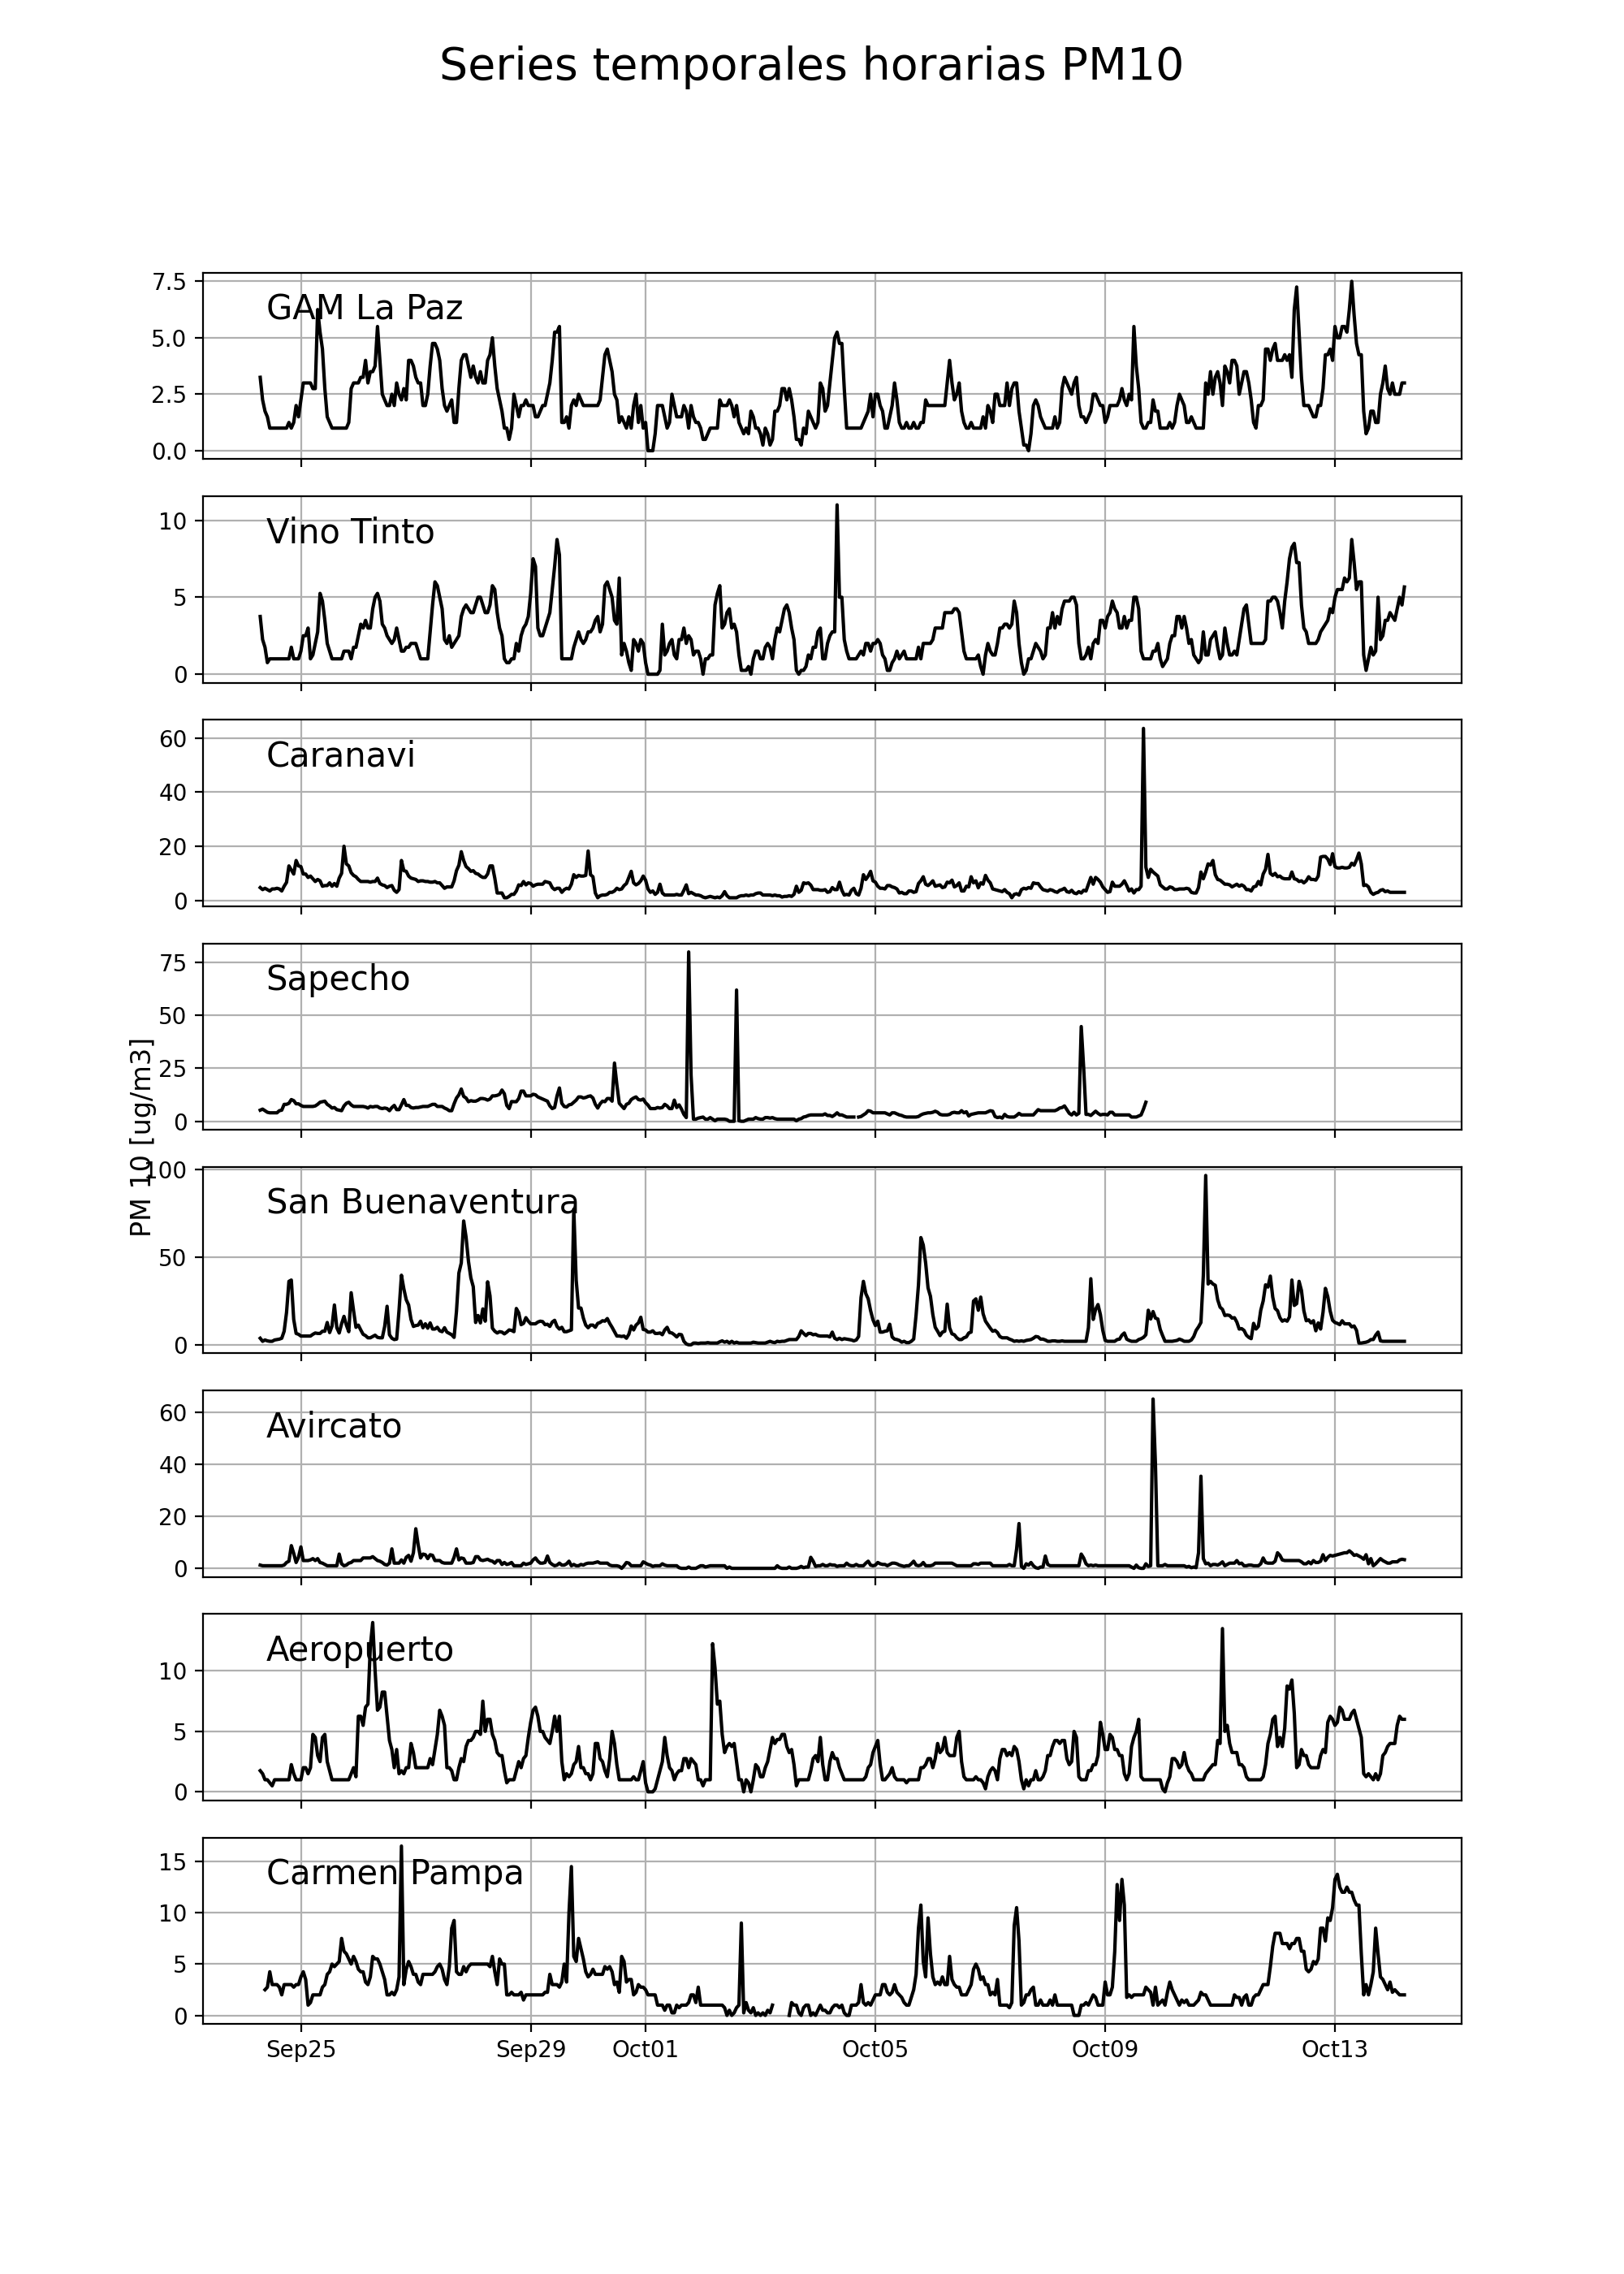 Series temporales horarias PM10
PM 10 [ug/m3]
GAM La Paz
7.5
5.0
2.5
0.0
Vino Tinto
10
5
0
Caranavi
60
40
20
0
Sapecho
75
50
25
0
San Buenaventura
100
50
0
Avircato
60
40
20
0
Aeropuerto
10
5
0
Carmen Pampa
15
10
5
0
Sep25 Sep29 Oct01 Oct05 Oct09 Oct13